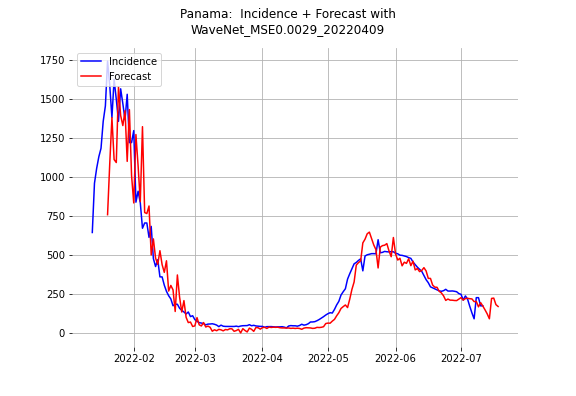 Panama:  Incidence + Forecast with
WaveNet_MSE0.0029_20220409
Incidence
Forecast
1750
1500
1250
1000
750
500
250
0
2022-02 2022-03 2022-04 2022-05 2022-06 2022-07